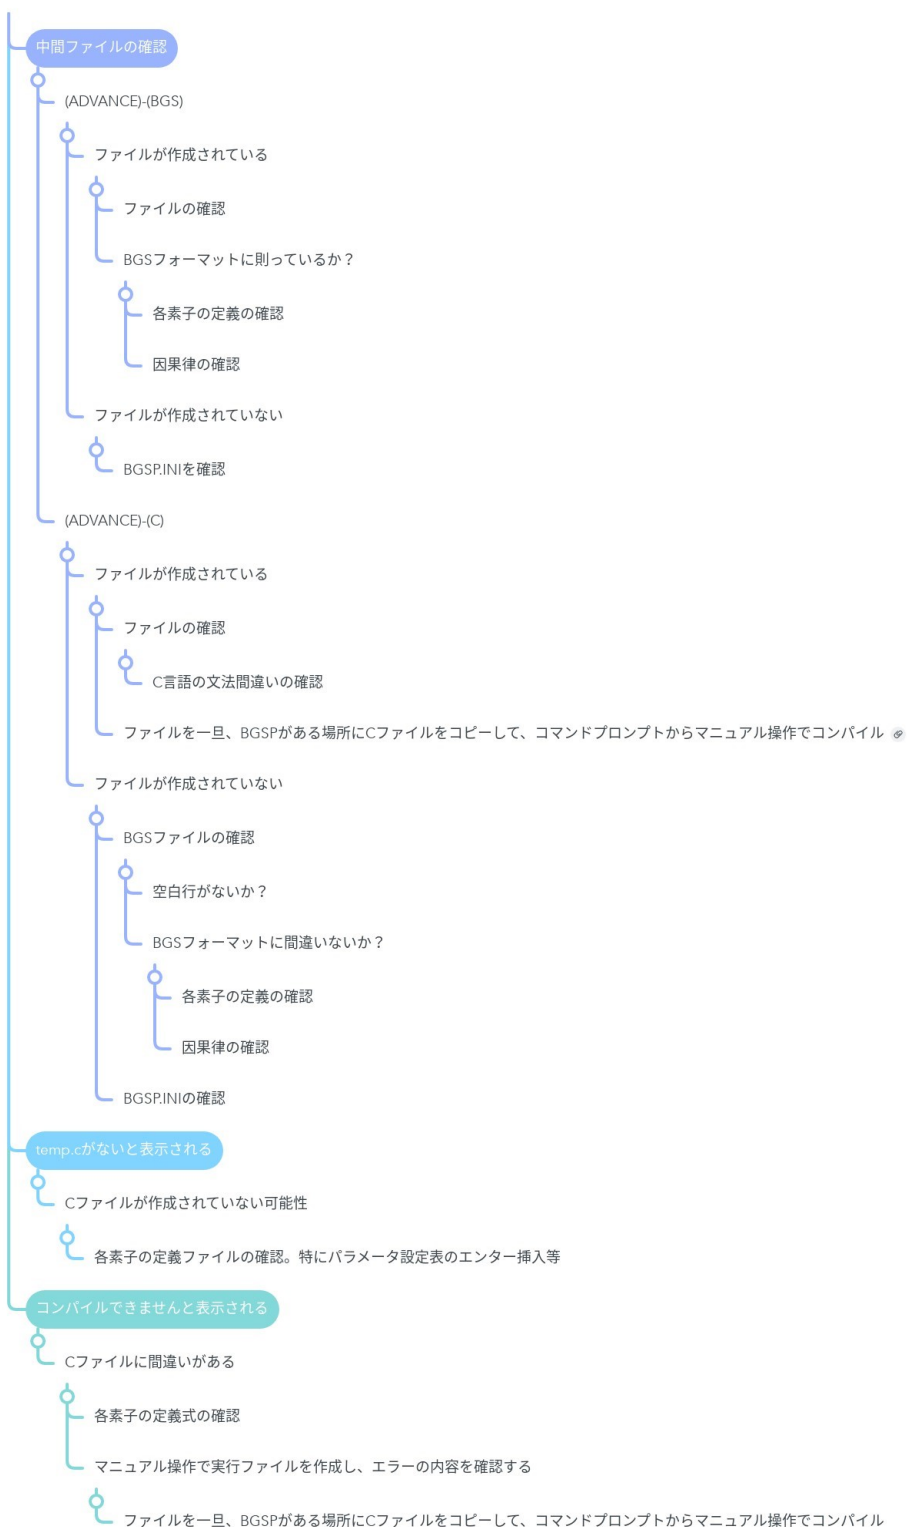 中間ファイルの確認
(ADVANCE)-(BGS)
ファイルが作成されている
ファイルの確認
BGSフォーマットに則っているか？
各素子の定義の確認
因果律の確認
ファイルが作成されていない
BGSP.INIを確認
(ADVANCE)-(C)
ファイルが作成されている
ファイルの確認
C言語の文法間違いの確認
ファイルを一旦、BGSPがある場所にCファイルをコピーして、コマンドプロンプトからマニュアル操作でコンパイル
ファイルが作成されていない
BGSファイルの確認
空白行がないか？
BGSフォーマットに間違いないか？
各素子の定義の確認
因果律の確認
BGSP.INIの確認
temp.cがないと表示される
Cファイルが作成されていない可能性
各素子の定義ファイルの確認。特にパラメータ設定表のエンター挿入等
コンパイルできませんと表示される
Cファイルに間違いがある
各素子の定義式の確認
マニュアル操作で実行ファイルを作成し、エラーの内容を確認する
ファイルを一旦、BGSPがある場所にCファイルをコピーして、コマンドプロンプトからマニュアル操作でコンパイル